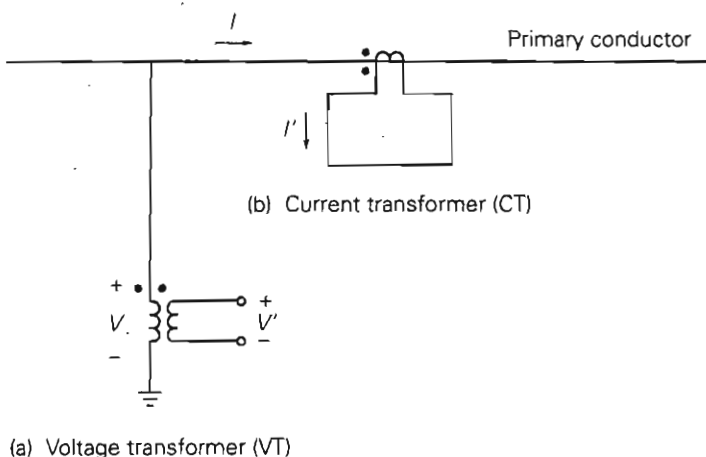 I
Primary conductor
I'
(b) Current transformer (CT)
+
+
V
V'
−
−
(a) Voltage transformer (VT)